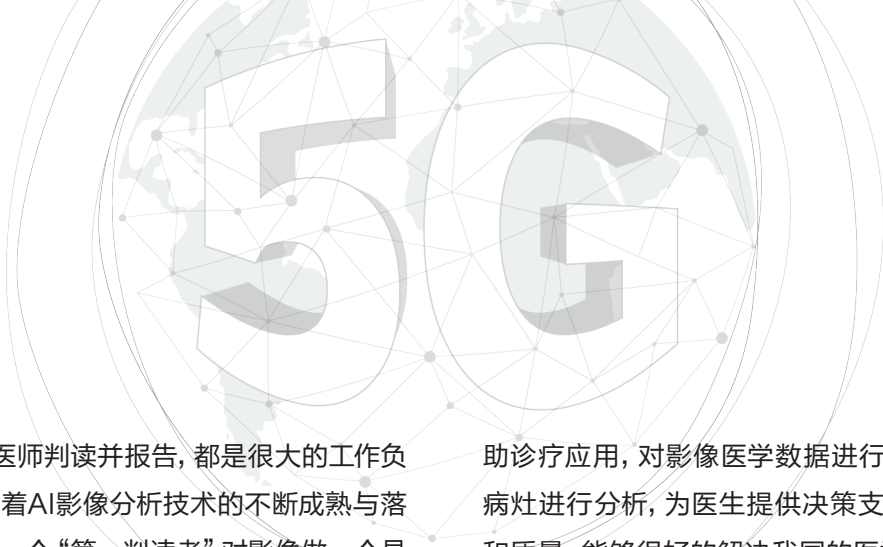 5G
医师判读并报告, 都是很大的工作负
着AI影像分析技术的不断成熟与落
助诊疗应用, 对影像医学数据进行
病灶进行分析, 为医生提供决策支